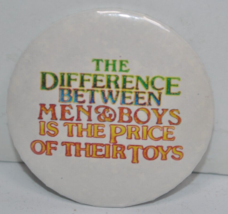 THE
DIFFERENCE
BETWEEN
MEN & BOYS
IS THE PRICE
OF THEIR TOYS